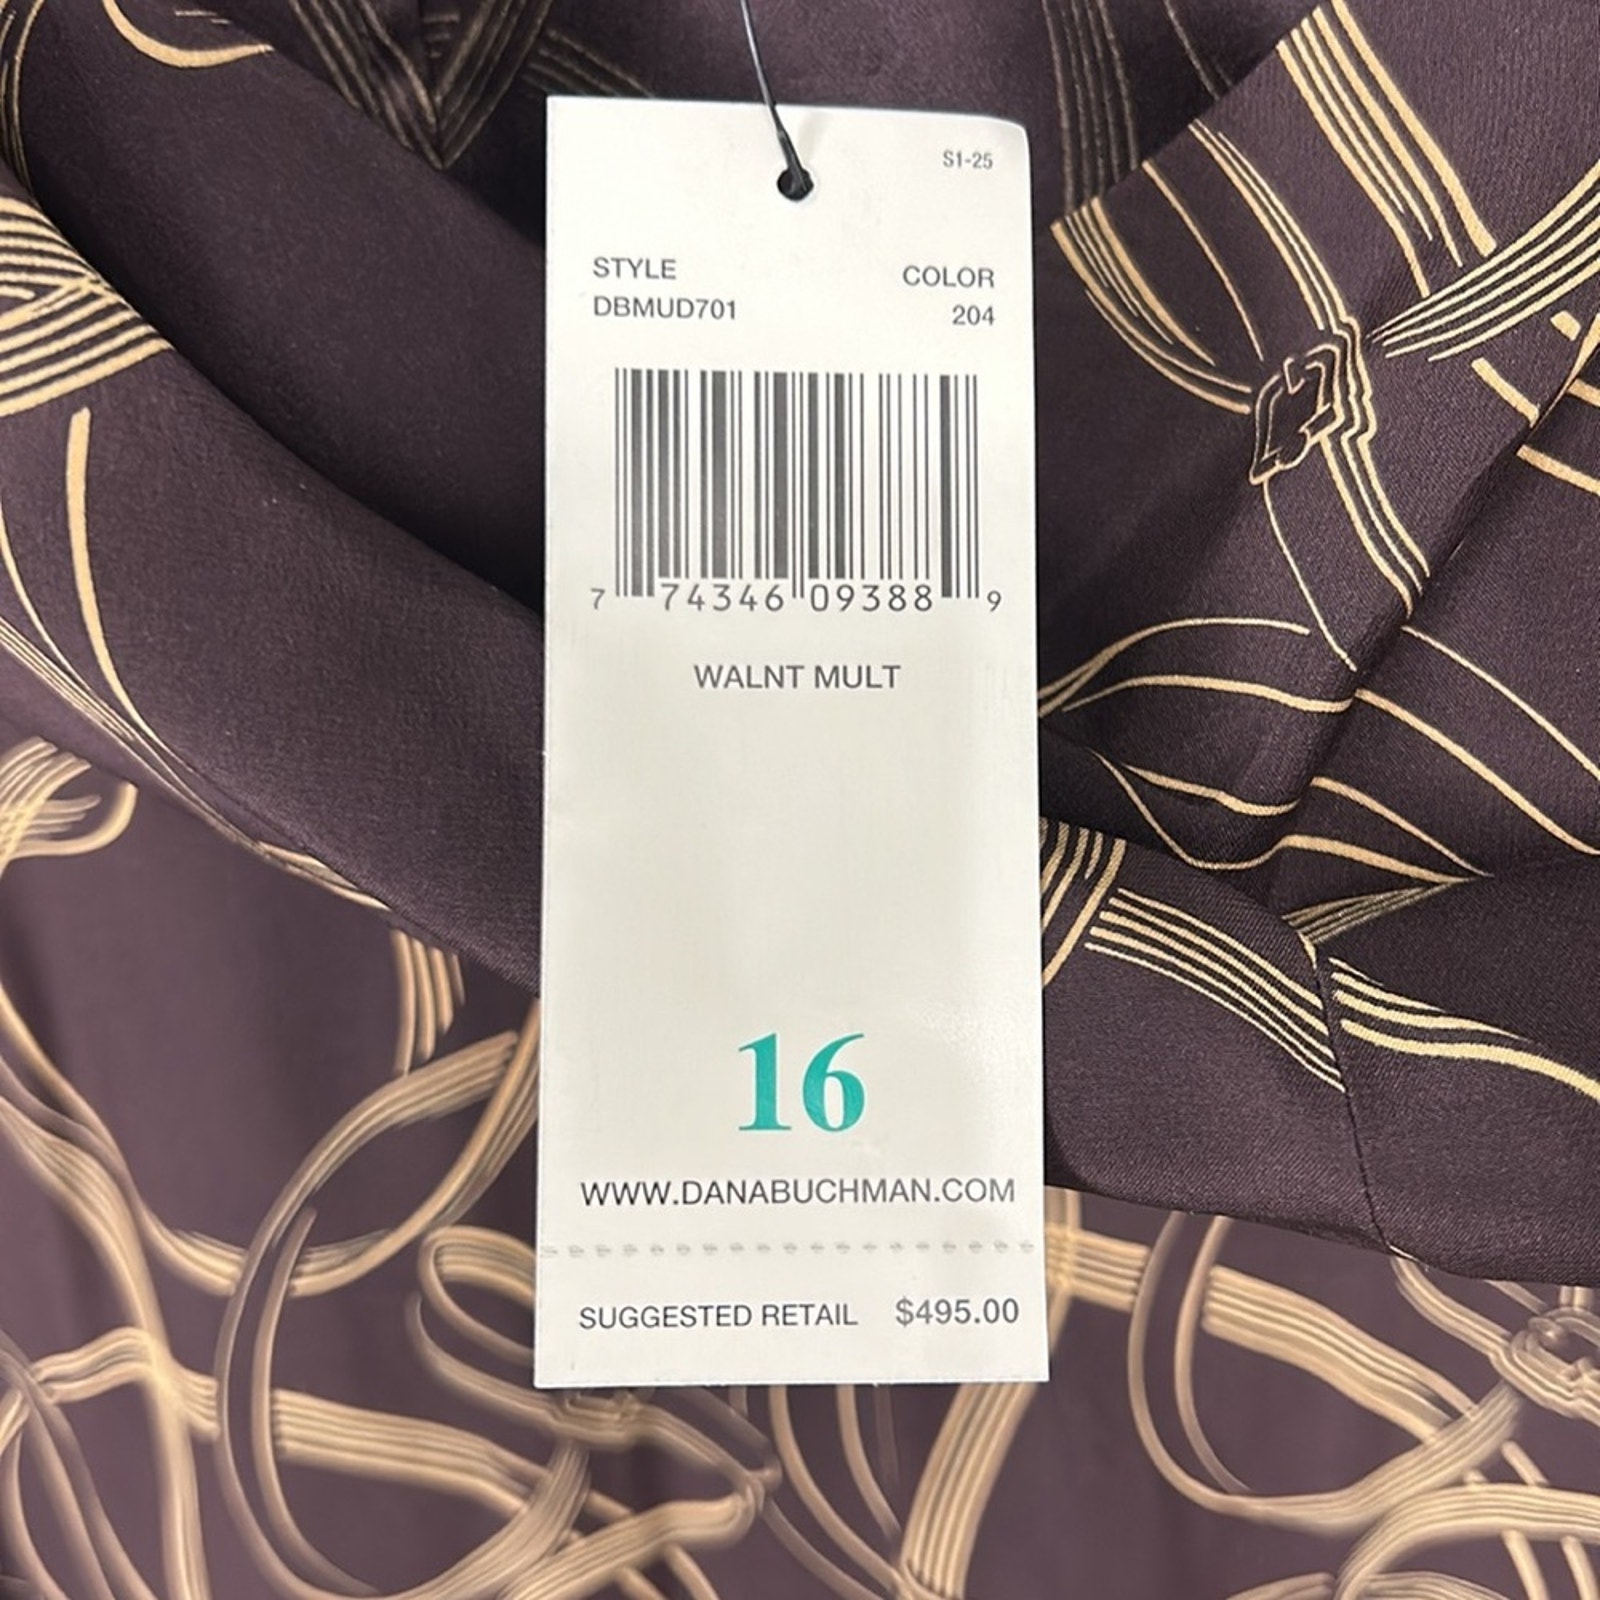 S1-25
STYLE COLOR
DBMUD701 204
7 74346 09388 9
WALNT MULT
16
WWW.DANABUCHMAN.COM
SUGGESTED RETAIL $495.00